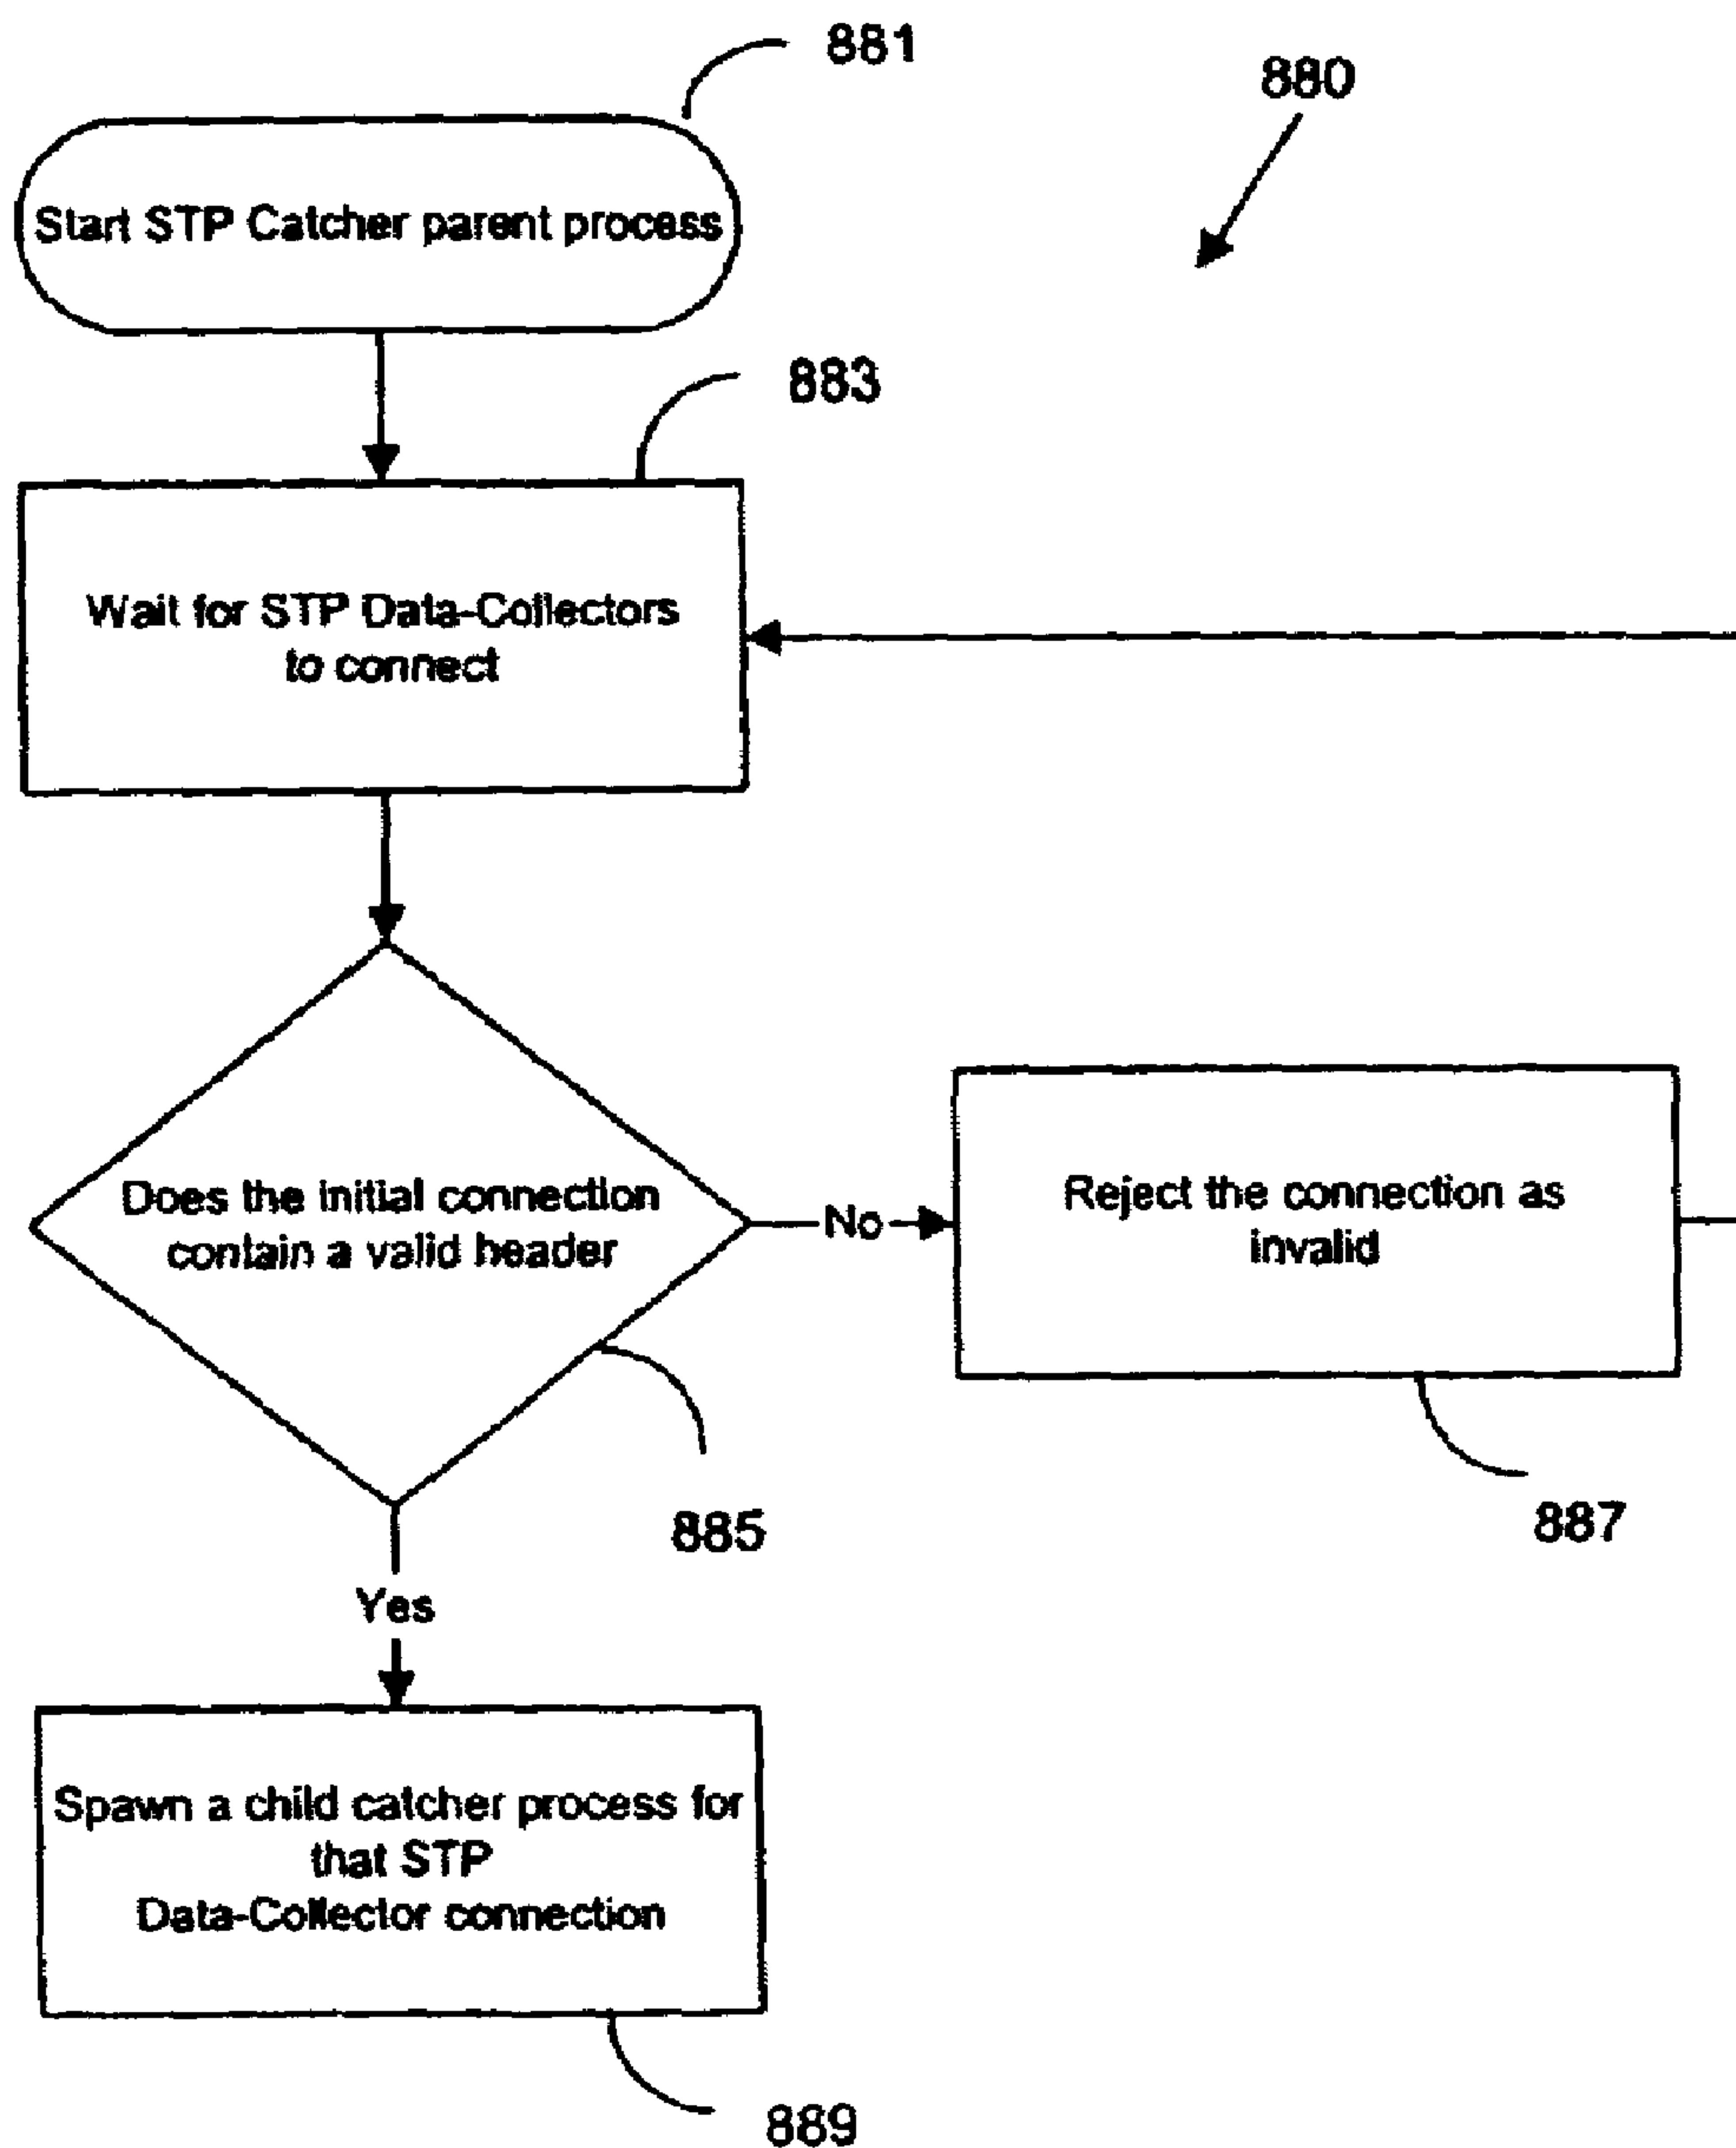 881
880
Start STP Catcher parent process
883
Wait for STP Data-Collectors
to connect
Does the initial connection
contain a valid header
No
Reject the connection as
invalid
885
887
Yes
Spawn a child catcher process for
that STP
Data-Collector connection
889